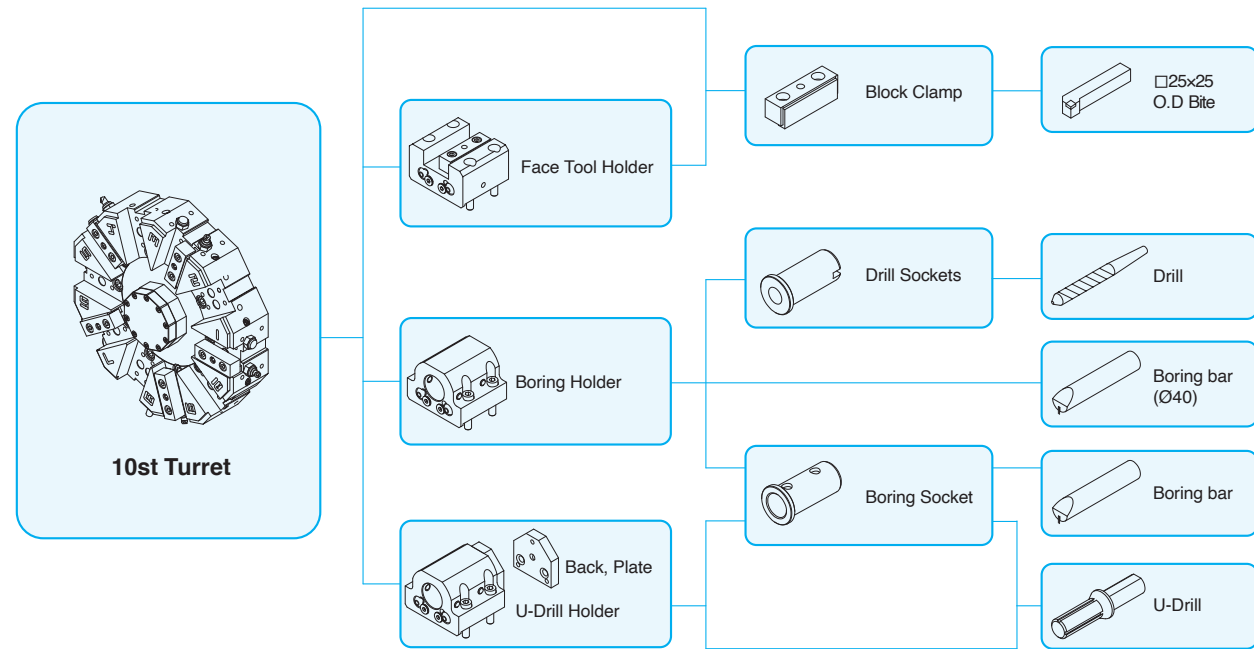 Block Clamp
□25×25
O.D Bite
Face Tool Holder
Drill Sockets
Drill
Boring Holder
Boring bar
(Ø40)
10st Turret
Boring Socket
Boring bar
Back, Plate
U-Drill Holder
U-Drill